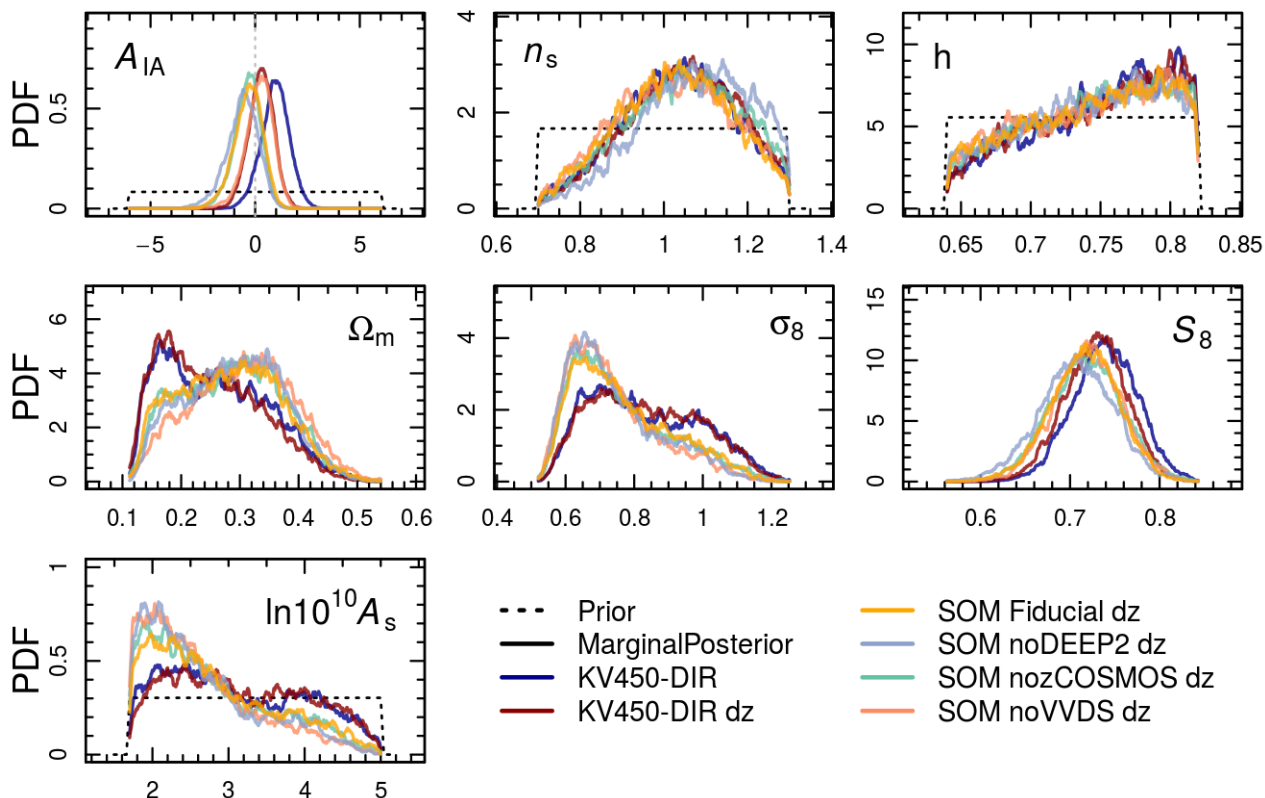 A_IA
n_s
h
PDF
0 0.5
0 2 4
0 5 10
−5 0 5
0.6 0.8 1 1.2 1.4
0.65 0.7 0.75 0.8 0.85
Ω_m
σ_8
S_8
PDF
0 2 4 6
0 2 4
0 5 10 15
0.1 0.2 0.3 0.4 0.5 0.6
0.4 0.6 0.8 1 1.2
0.6 0.7 0.8
ln10^10 A_s
PDF
0 0.5 1
2 3 4 5
Prior
MarginalPosterior
KV450-DIR
KV450-DIR dz
SOM Fiducial dz
SOM noDEEP2 dz
SOM nozCOSMOS dz
SOM noVVDS dz